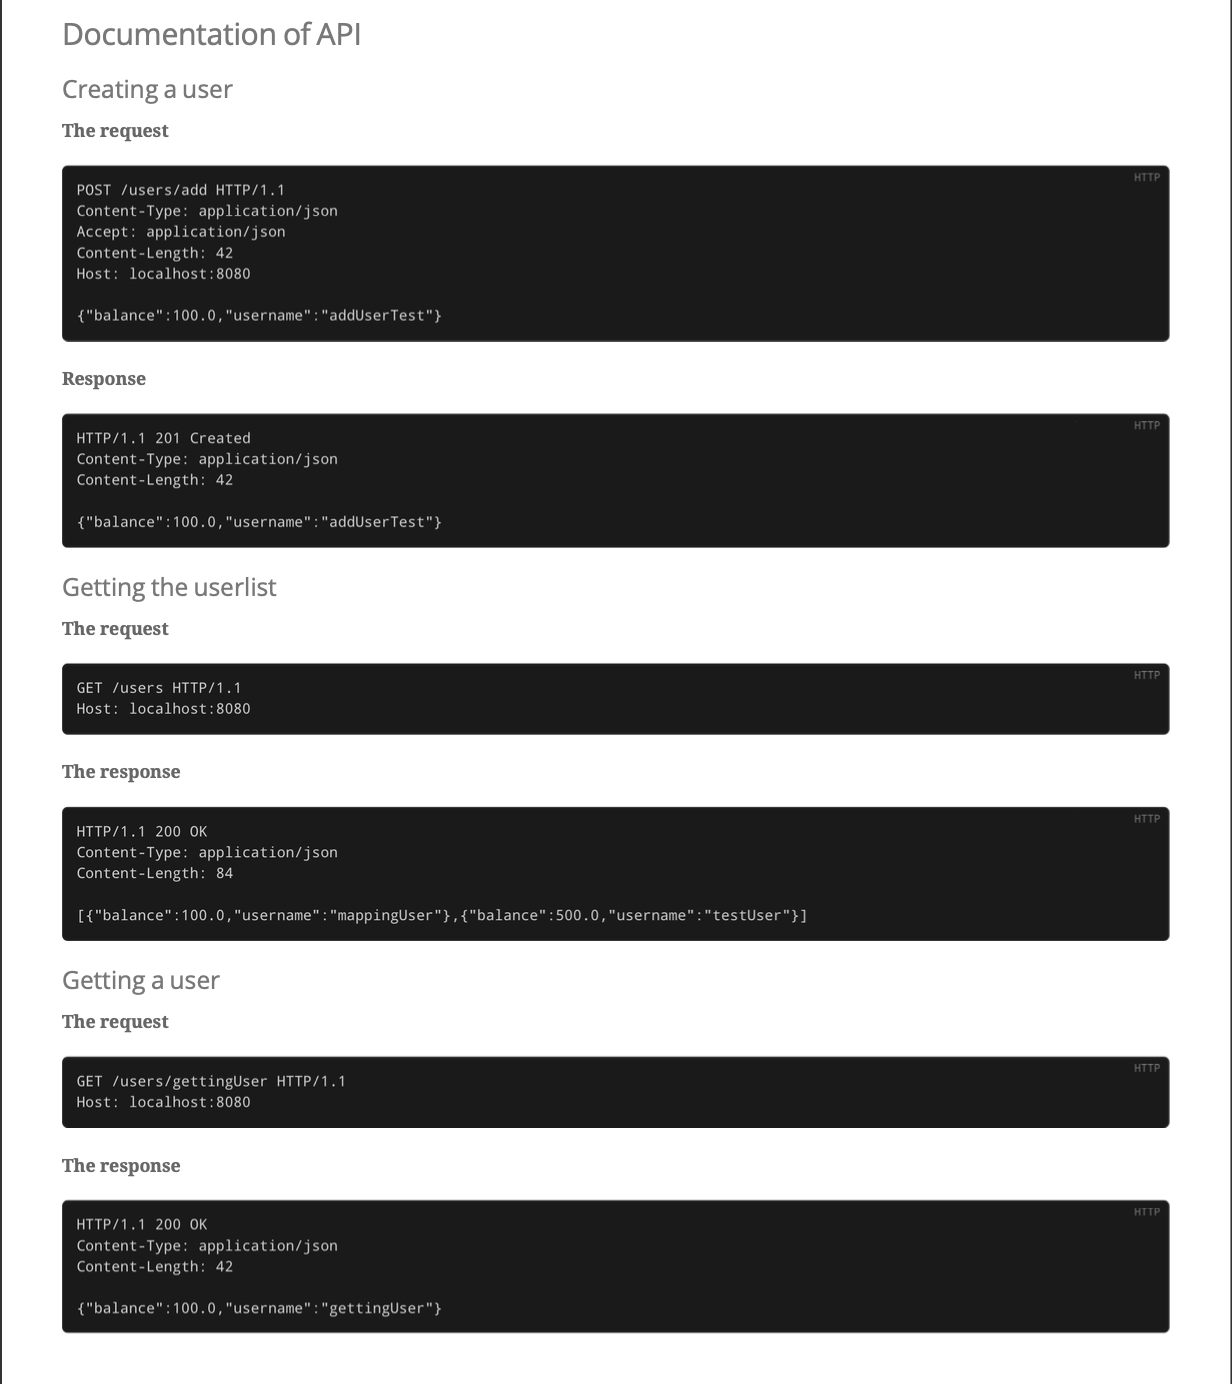 Documentation of API
Creating a user
The request
HTTP
POST /users/add HTTP/1.1
Content-Type: application/json
Accept: application/json
Content-Length: 42
Host: localhost:8080
{"balance":100.0,"username":"addUserTest"}
Response
HTTP
HTTP/1.1 201 Created
Content-Type: application/json
Content-Length: 42
{"balance":100.0,"username":"addUserTest"}
Getting the userlist
The request
HTTP
GET /users HTTP/1.1
Host: localhost:8080
The response
HTTP
HTTP/1.1 200 OK
Content-Type: application/json
Content-Length: 84
[{"balance":100.0,"username":"mappingUser"},{"balance":500.0,"username":"testUser"}]
Getting a user
The request
HTTP
GET /users/gettingUser HTTP/1.1
Host: localhost:8080
The response
HTTP
HTTP/1.1 200 OK
Content-Type: application/json
Content-Length: 42
{"balance":100.0,"username":"gettingUser"}